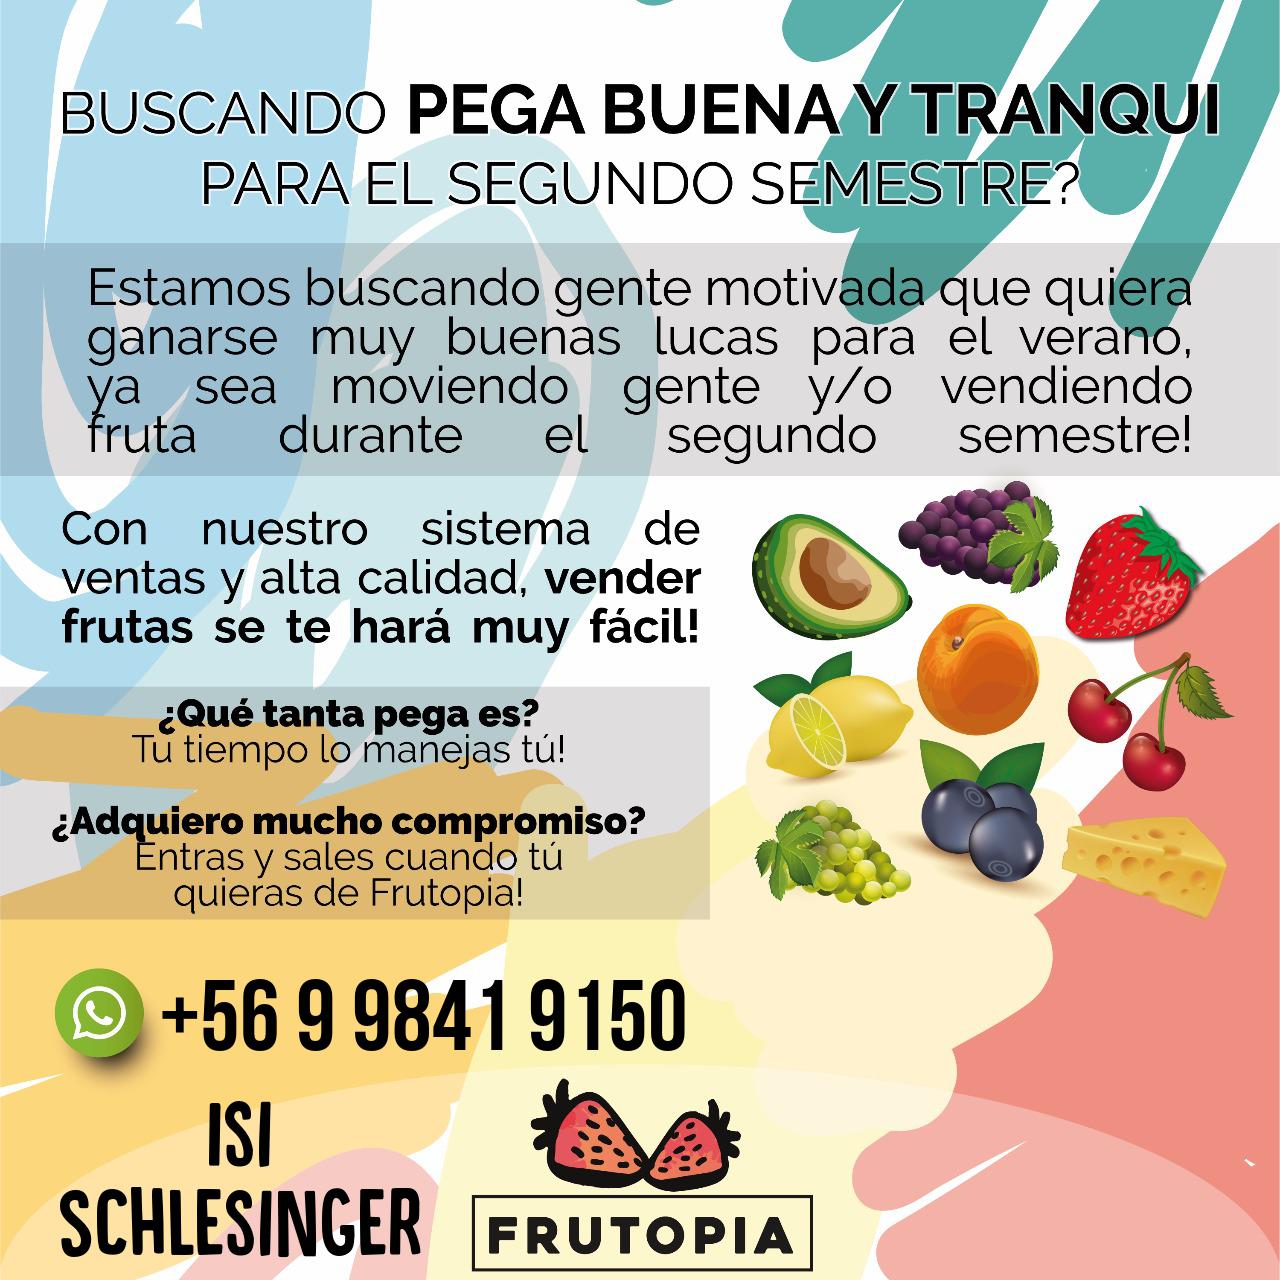 BUSCANDO PEGA BUENA Y TRANQUI
PARA EL SEGUNDO SEMESTRE?
Estamos buscando gente motivada que quiera
ganarse muy buenas lucas para el verano,
ya sea moviendo gente y/o vendiendo
fruta durante el segundo semestre!
Con nuestro sistema de
ventas y alta calidad, vender
frutas se te hará muy fácil!
¿Qué tanta pega es?
Tu tiempo lo manejas tú!
¿Adquiero mucho compromiso?
Entras y sales cuando tú
quieras de Frutopia!
+56 9 9841 9150
ISI
SCHLESINGER
FRUTOPIA